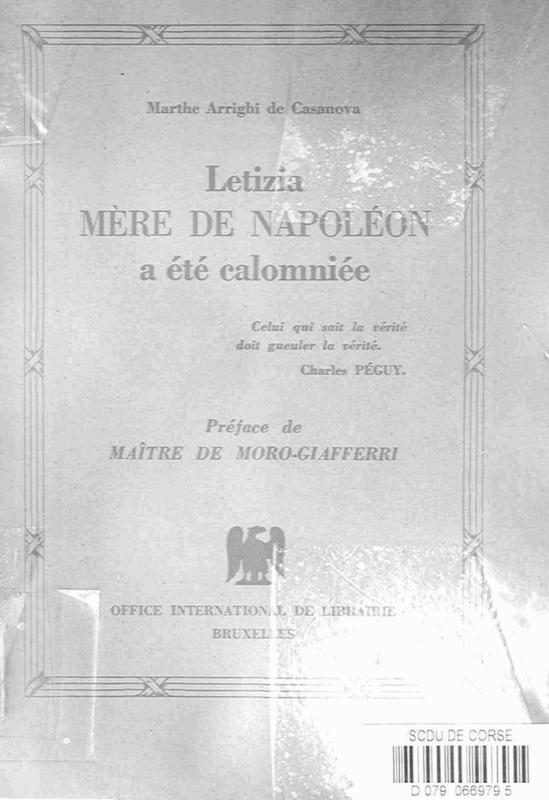 Marthe Arrighi de Casanova
Letizia
MÈRE DE NAPOLÉON
a été calomniée
Celui qui sait la vérité
doit gueuler la vérité.
Charles PÉGUY.
Préface de
MAÎTRE DE MORO-GIAFFERRI
OFFICE INTERNATIONAL DE LIBRAIRIE
BRUXELLES
SCDU DE CORSE
D 079 066979 5